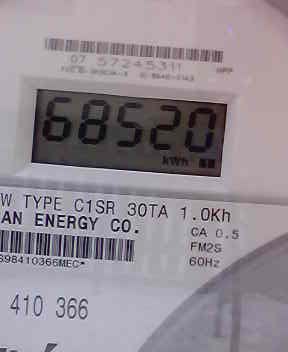 07 57245311
68520
kWh
W TYPE C1SR 30TA 1.0Kh
AN ENERGY CO.
CA 0.5
FM2S
60Hz
698410366MEC*
410 366